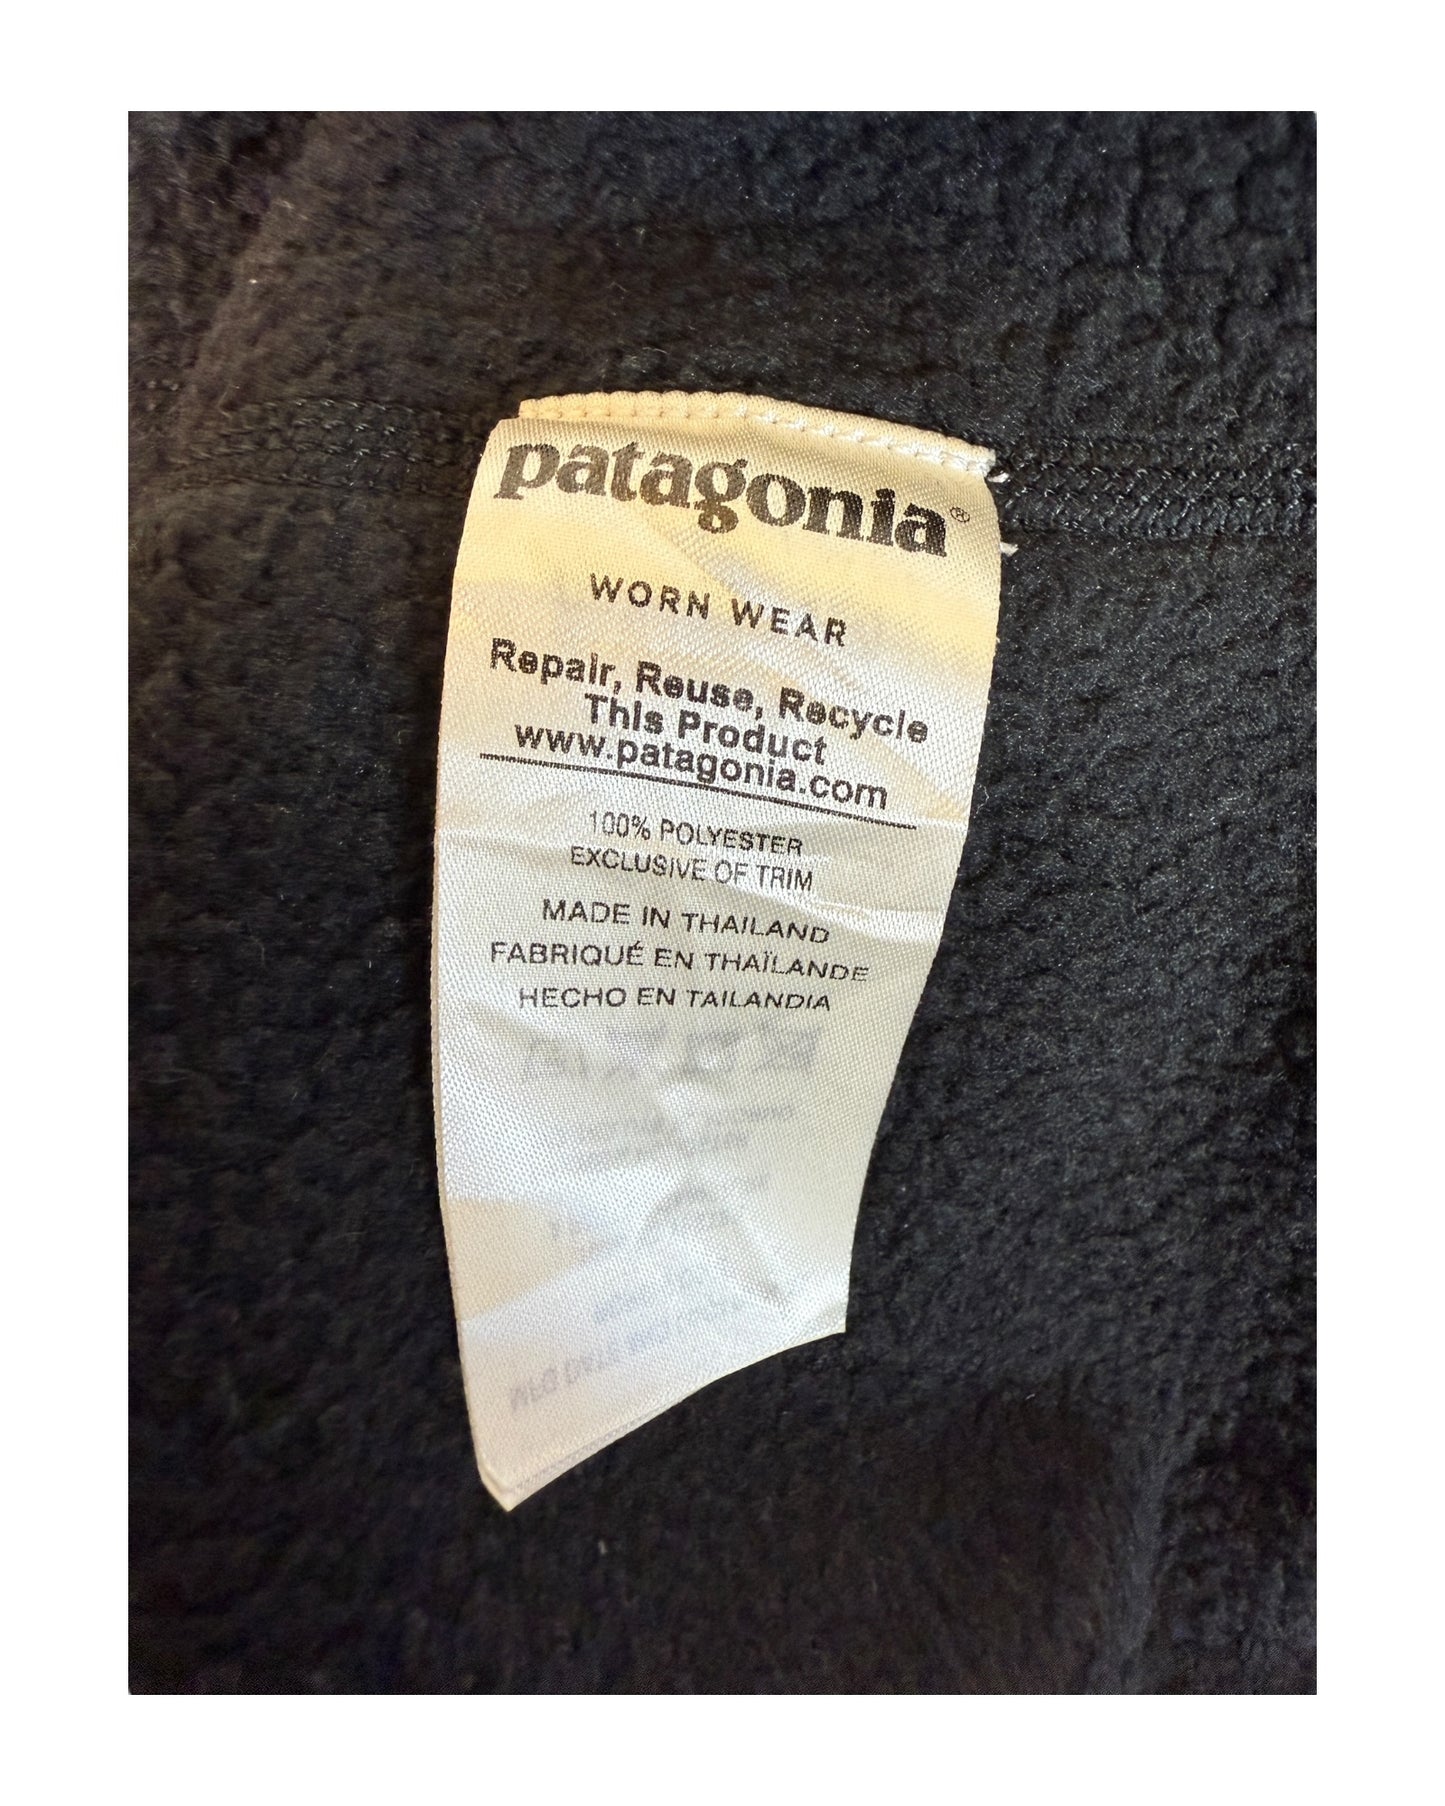 patagonia®
WORN WEAR
Repair, Reuse, Recycle
This Product
www.patagonia.com
100% POLYESTER
EXCLUSIVE OF TRIM
MADE IN THAILAND
FABRIQUÉ EN THAÏLANDE
HECHO EN TAILANDIA